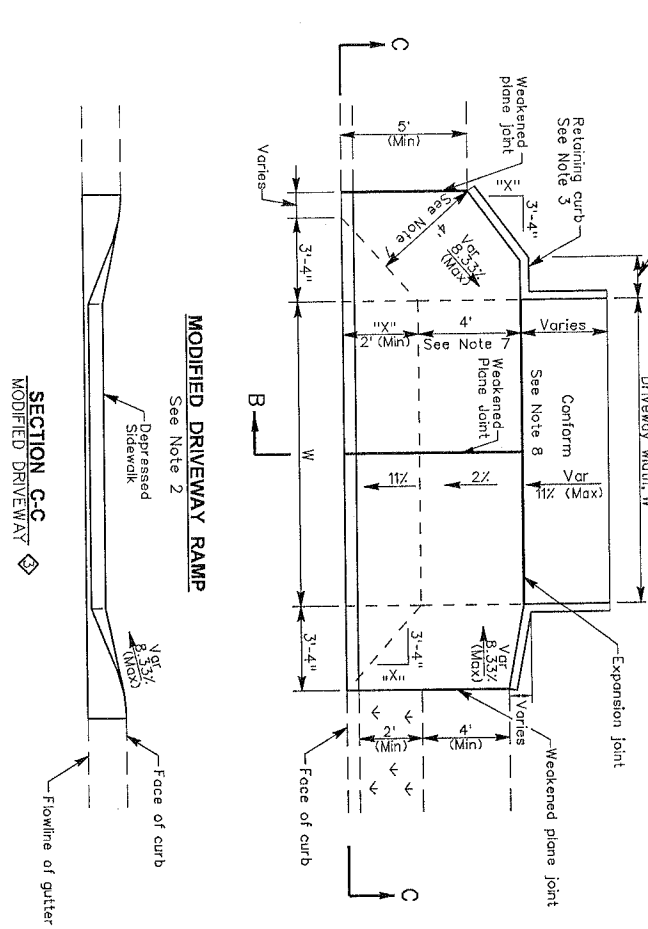 C
C
Weakened
plane joint
Retaining curb
See Note 3
5'
(Min)
Varies
"X"
3'-4"
4'
See Note 7
Var
8.33%
(Max)
3'-4"
"X"
2' (Min)
4'
See Note 7
Varies
Driveway Width, W
Conform
See Note 8
Weakened
Plane Joint
Var
11% (Max)
11%
2%
B
W
3'-4"
3'-4"
"X"
Var
8.33%
(Max)
Varies
Expansion joint
Weakened plane joint
2'
(Min)
4'
(Min)
Face of curb
MODIFIED DRIVEWAY RAMP
See Note 2
Depressed
Sidewalk
Var
8.33%
(Max)
Face of curb
Flowline of gutter
SECTION C-C
MODIFIED DRIVEWAY 3